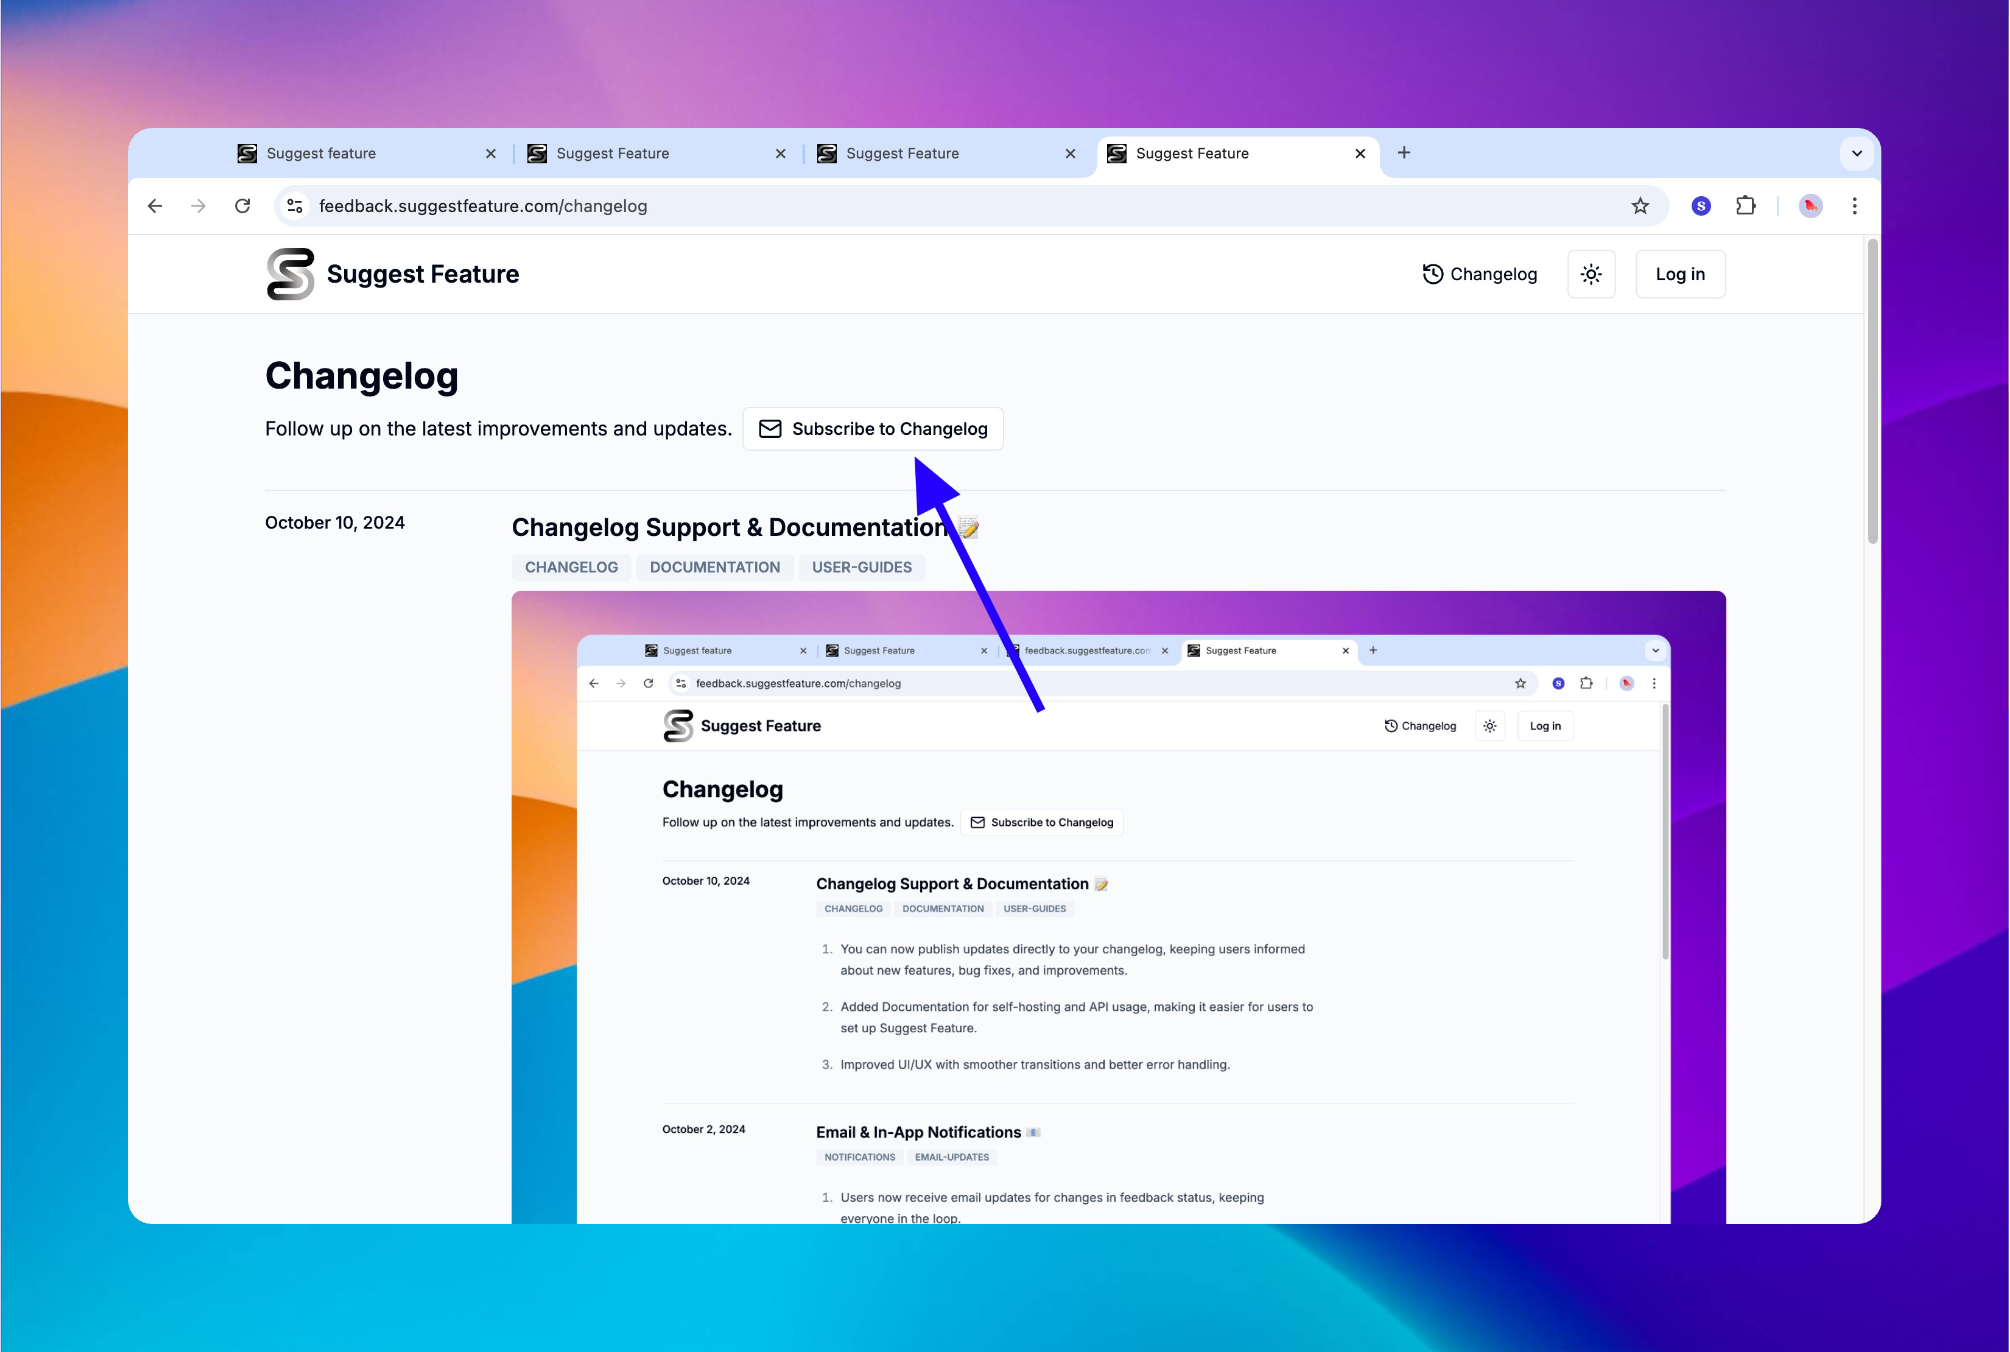 Suggest feature
Suggest Feature
Suggest Feature
Suggest Feature
feedback.suggestfeature.com/changelog
S
Suggest Feature
Changelog
Log in
Changelog
Follow up on the latest improvements and updates.
Subscribe to Changelog
October 10, 2024
Changelog Support & Documentation 📝
CHANGELOG
DOCUMENTATION
USER-GUIDES
Suggest feature
Suggest Feature
feedback.suggestfeature.com
Suggest Feature
feedback.suggestfeature.com/changelog
S
Suggest Feature
Changelog
Log in
Changelog
Follow up on the latest improvements and updates.
Subscribe to Changelog
October 10, 2024
Changelog Support & Documentation 📝
CHANGELOG
DOCUMENTATION
USER-GUIDES
1. You can now publish updates directly to your changelog, keeping users informed
about new features, bug fixes, and improvements.
2. Added Documentation for self-hosting and API usage, making it easier for users to
set up Suggest Feature.
3. Improved UI/UX with smoother transitions and better error handling.
October 2, 2024
Email & In-App Notifications 📧
NOTIFICATIONS
EMAIL-UPDATES
1. Users now receive email updates for changes in feedback status, keeping
everyone in the loop.